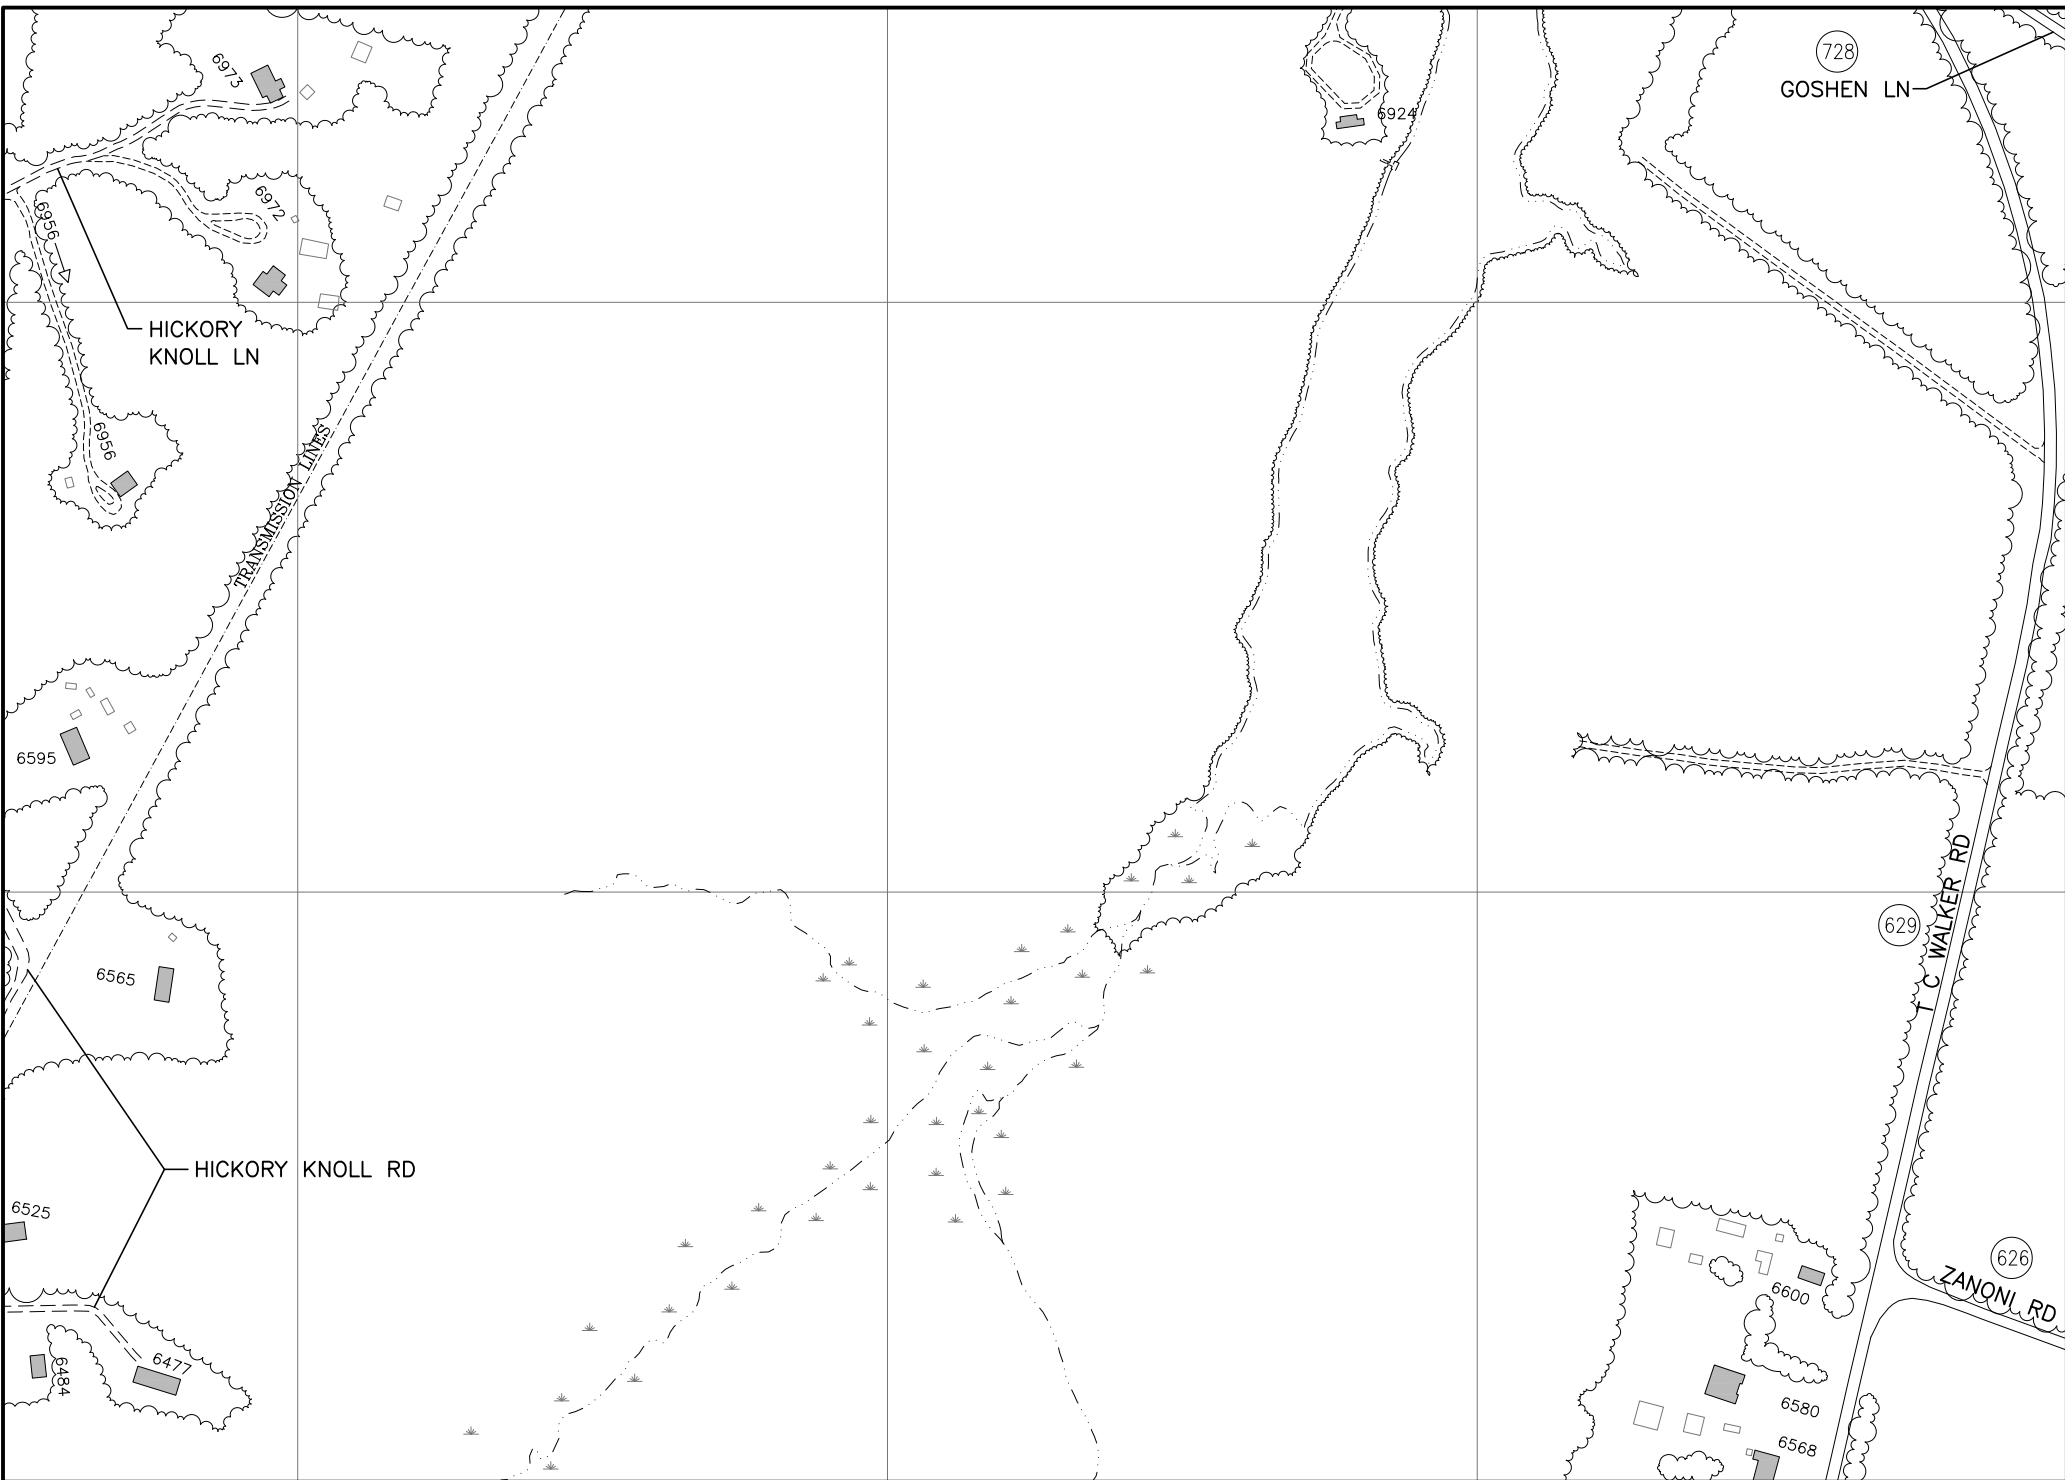 6973
6924
728
GOSHEN LN
6972
6956
HICKORY
KNOLL LN
6956
TRANSMISSION LINES
6595
T C WALKER RD
629
6565
HICKORY KNOLL RD
6525
626
ZANONI RD
6600
6477
6484
6580
6568